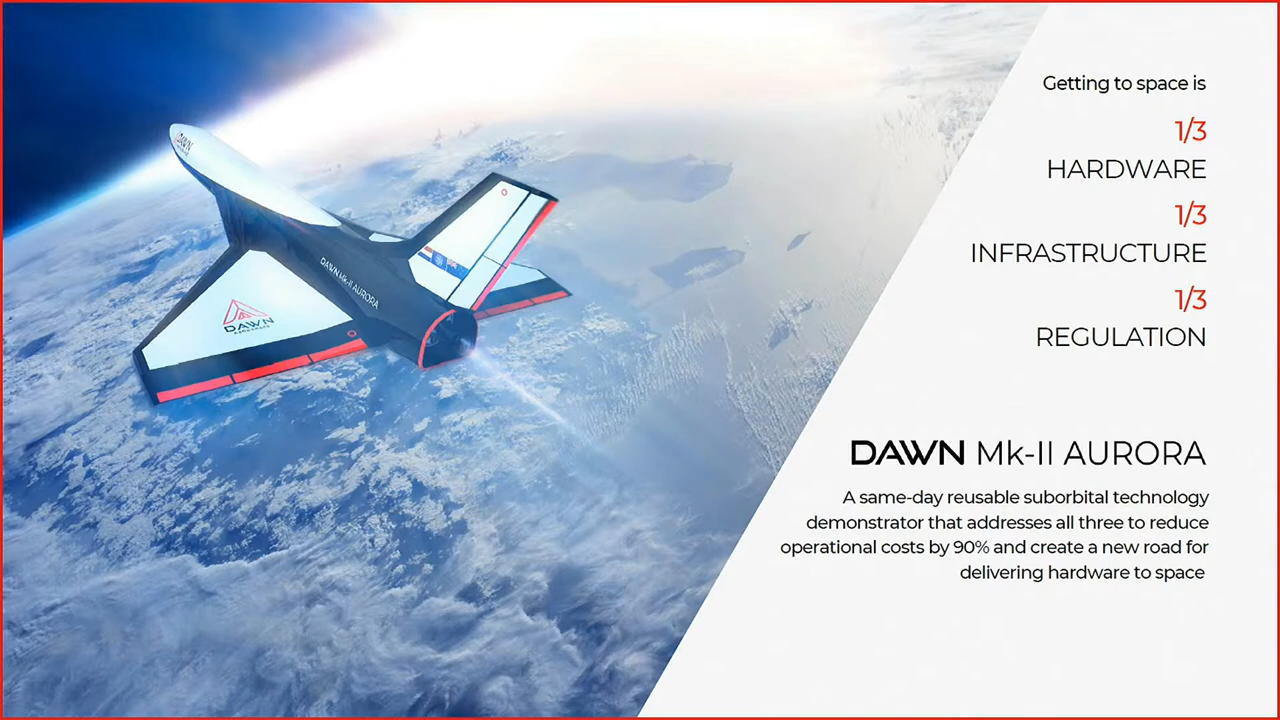 Getting to space is
1/3
HARDWARE
1/3
INFRASTRUCTURE
1/3
REGULATION
DAWN Mk-II AURORA
A same-day reusable suborbital technology
demonstrator that addresses all three to reduce
operational costs by 90% and create a new road for
delivering hardware to space
DAWN
DAWN Mk-II AURORA
DAWN
AEROSPACE